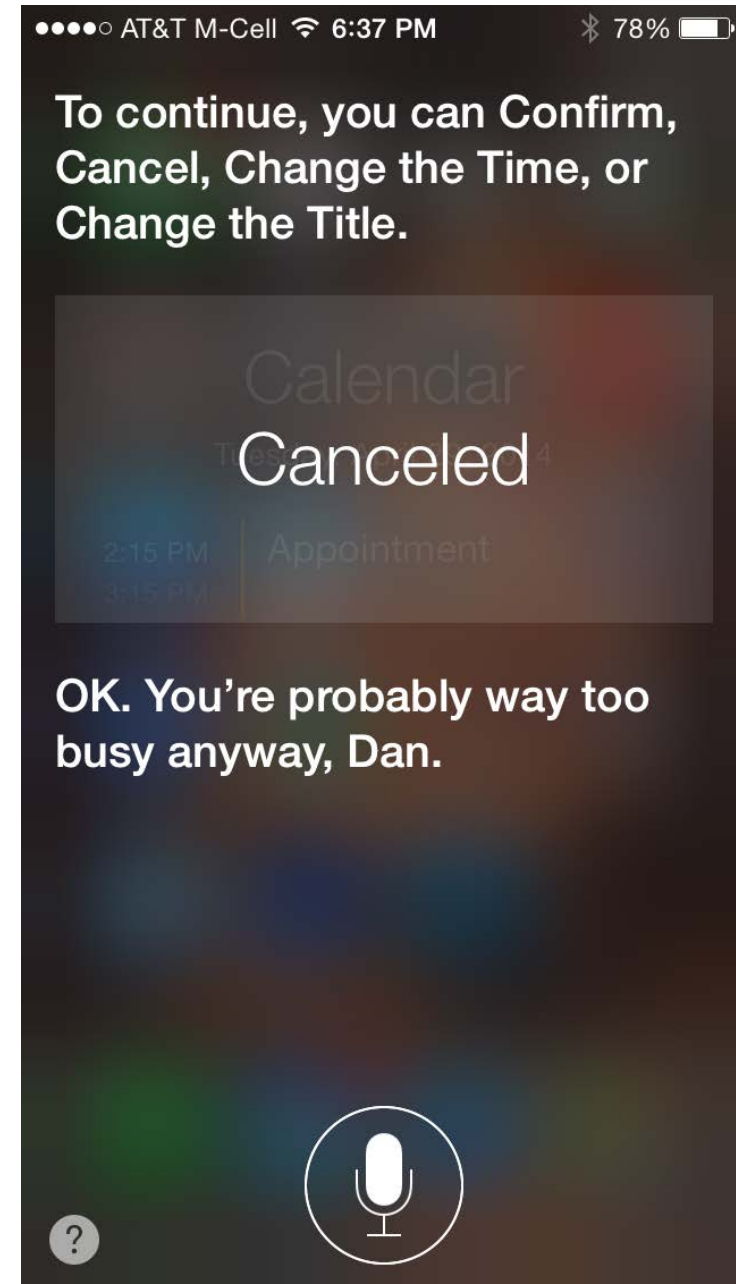 AT&T M-Cell 6:37 PM 78%
To continue, you can Confirm,
Cancel, Change the Time, or
Change the Title.
Calendar
Canceled
2:15 PM Appointment
3:15 PM
OK. You’re probably way too
busy anyway, Dan.
?